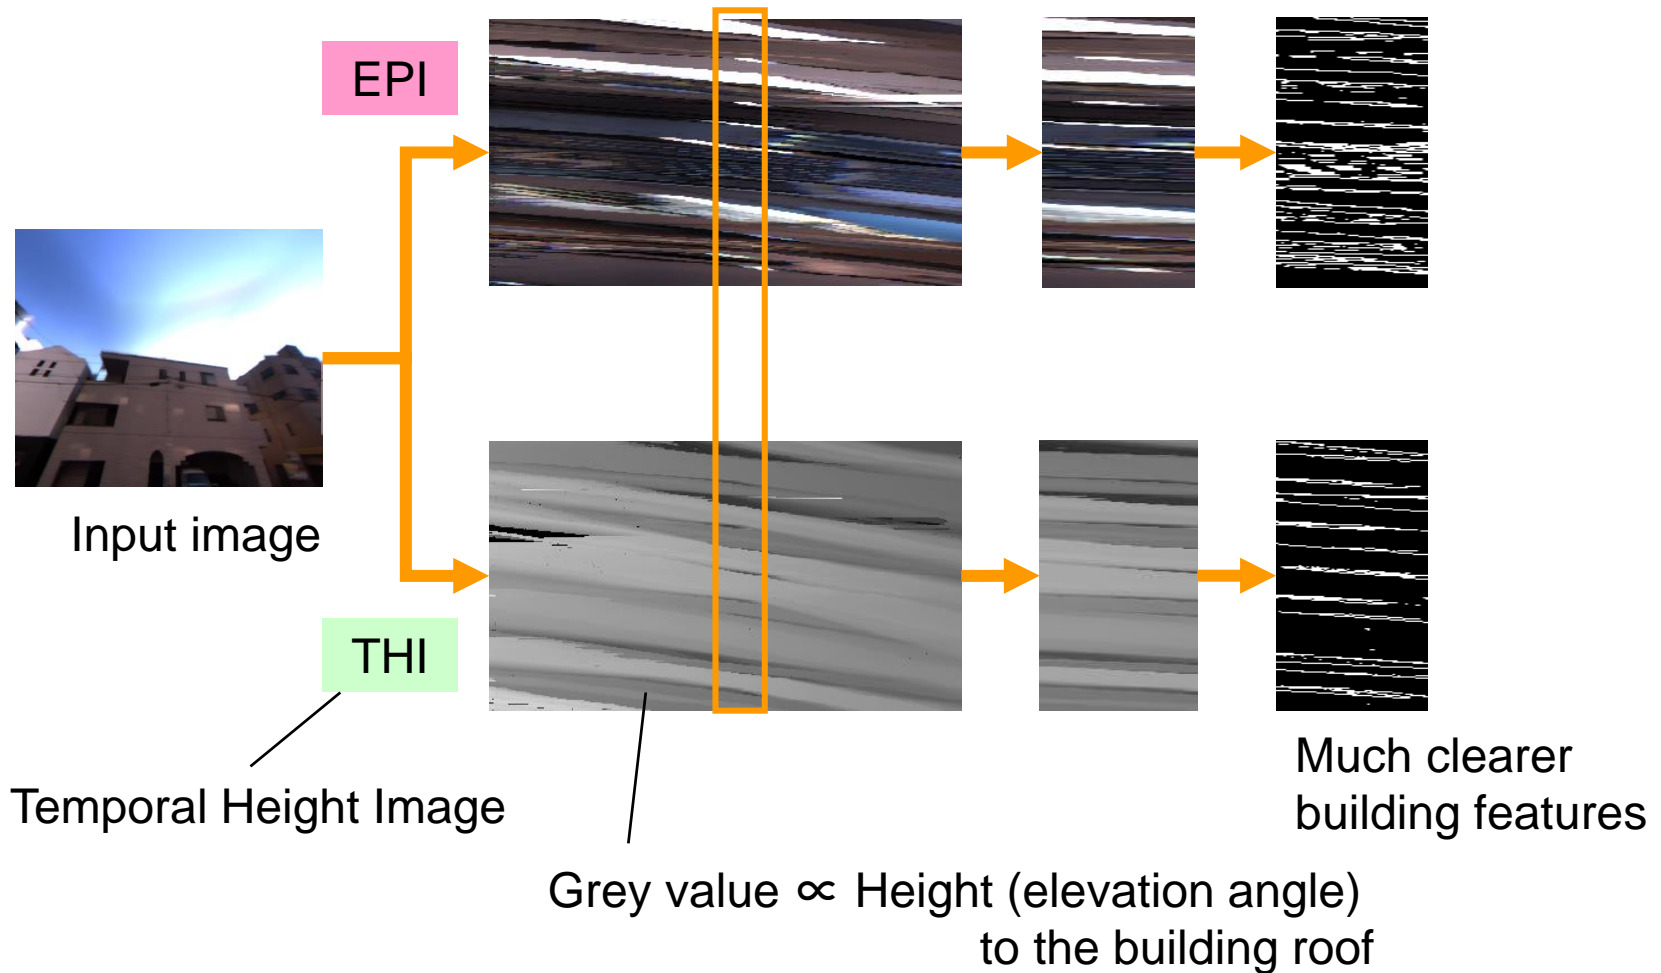 EPI
Input image
THI
Temporal Height Image
Much clearer
building features
Grey value ∝ Height (elevation angle)
to the building roof